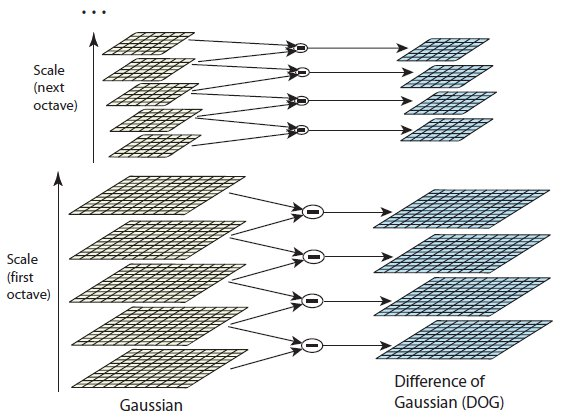 . . .
Scale
(next
octave)
Scale
(first
octave)
Gaussian
Difference of
Gaussian (DOG)